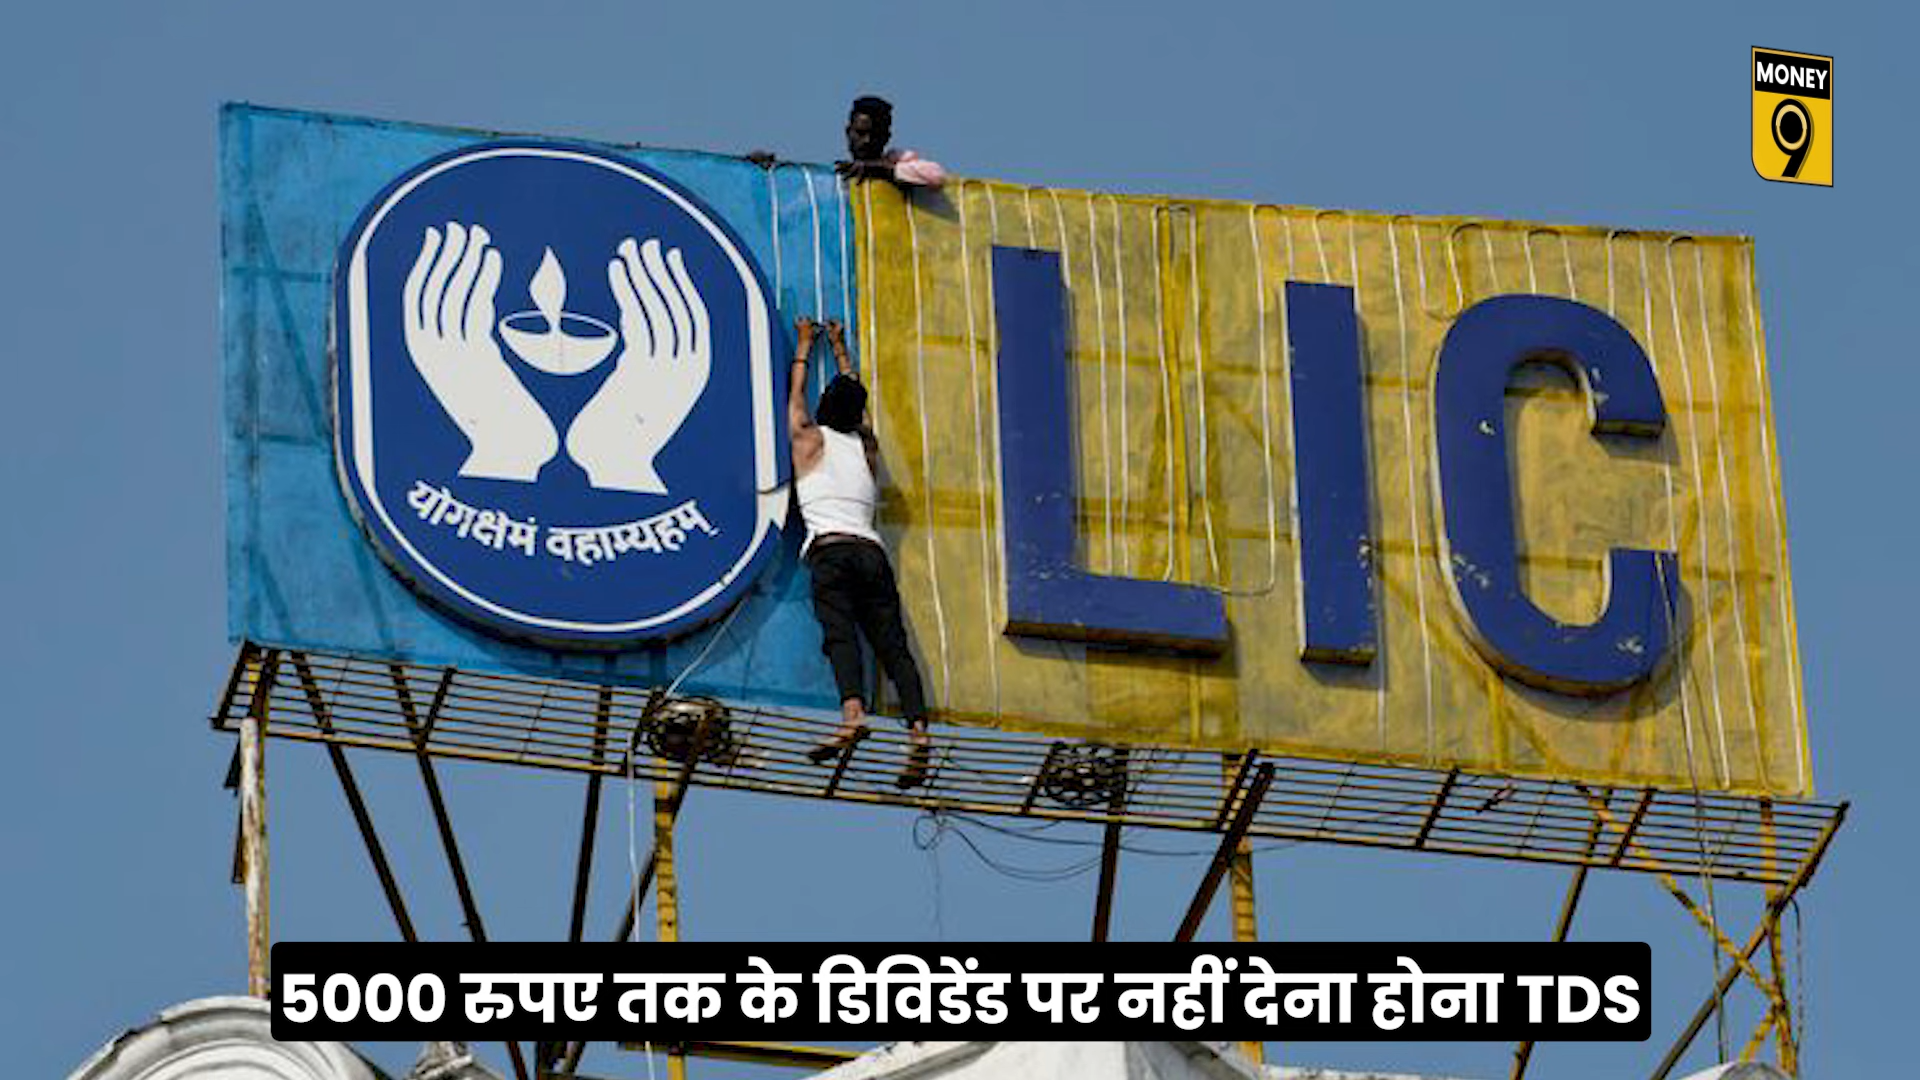 MONEY
9
योगक्षेमं वहाम्यहम्
LIC
5000 रुपए तक के डिविडेंड पर नहीं देना होना TDS